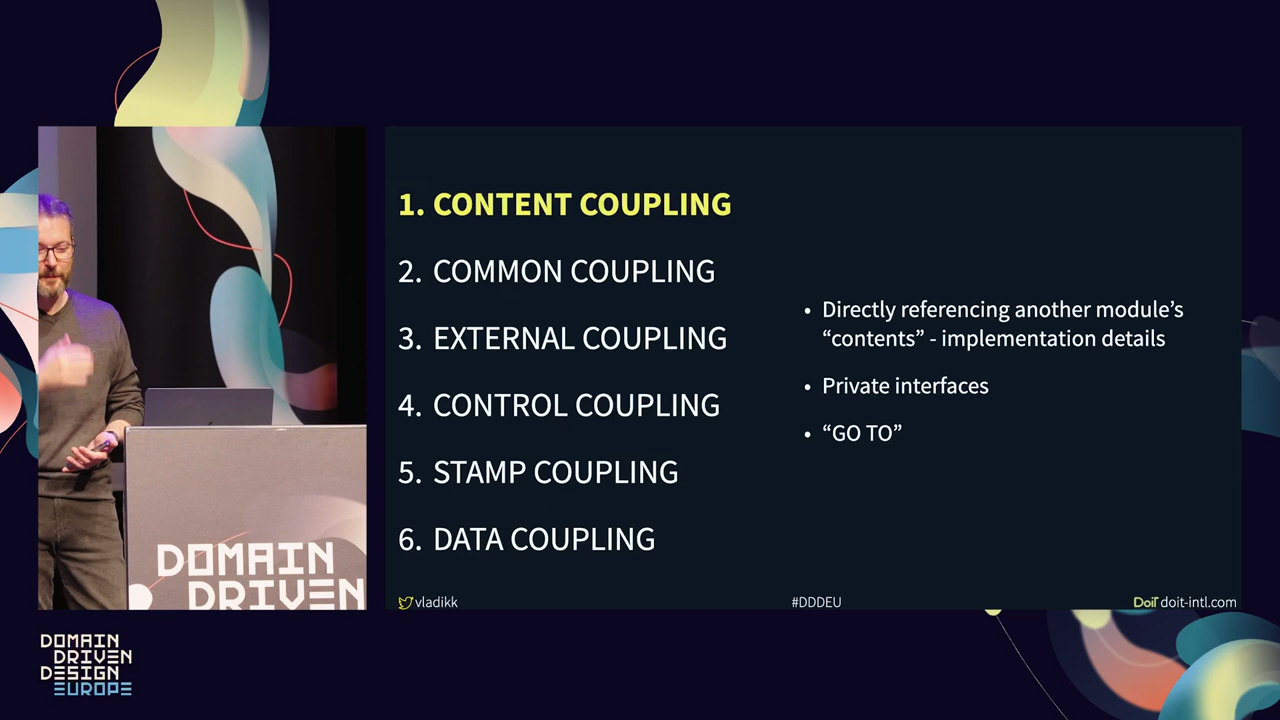 1. CONTENT COUPLING
2. COMMON COUPLING
3. EXTERNAL COUPLING
4. CONTROL COUPLING
5. STAMP COUPLING
6. DATA COUPLING
• Directly referencing another module’s
“contents” - implementation details
• Private interfaces
• “GO TO”
vladikk
#DDDEU
DoiT doit-intl.com
DOMAIN
DRIVEN
DOMAIN
DRIVEN
DESIGN
EUROPE